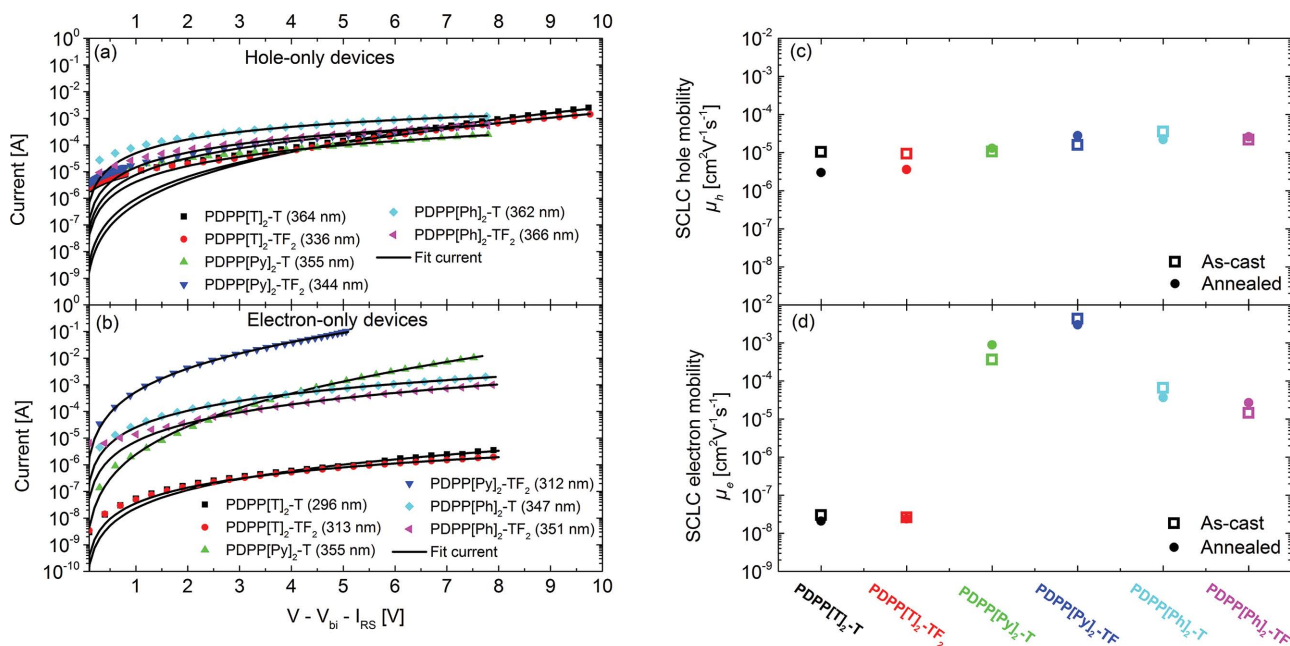 1 2 3 4 5 6 7 8 9 10
(a)
Hole-only devices
Current [A]
10⁰
10⁻¹
10⁻²
10⁻³
10⁻⁴
10⁻⁵
10⁻⁶
10⁻⁷
10⁻⁸
10⁻⁹
10⁰
PDPP[T]₂-T (364 nm)
PDPP[T]₂-TF₂ (336 nm)
PDPP[Py]₂-T (355 nm)
PDPP[Py]₂-TF₂ (344 nm)
PDPP[Ph]₂-T (362 nm)
PDPP[Ph]₂-TF₂ (366 nm)
Fit current
(b)
Electron-only devices
Current [A]
10⁻¹
10⁻²
10⁻³
10⁻⁴
10⁻⁵
10⁻⁶
10⁻⁷
10⁻⁸
10⁻⁹
10⁻¹⁰
PDPP[T]₂-T (296 nm)
PDPP[T]₂-TF₂ (313 nm)
PDPP[Py]₂-T (355 nm)
PDPP[Py]₂-TF₂ (312 nm)
PDPP[Ph]₂-T (347 nm)
PDPP[Ph]₂-TF₂ (351 nm)
Fit current
1 2 3 4 5 6 7 8 9 10
V - V_bi - I_RS [V]
(c)
SCLC hole mobility
μ_h [cm²V⁻¹s⁻¹]
10⁻²
10⁻³
10⁻⁴
10⁻⁵
10⁻⁶
10⁻⁷
10⁻⁸
10⁻⁹
10⁻²
As-cast
Annealed
(d)
SCLC electron mobility
μ_e [cm²V⁻¹s⁻¹]
10⁻³
10⁻⁴
10⁻⁵
10⁻⁶
10⁻⁷
10⁻⁸
10⁻⁹
As-cast
Annealed
PDPP[T]₂-T
PDPP[T]₂-TF₂
PDPP[Py]₂-T
PDPP[Py]₂-TF
PDPP[Ph]₂-T
PDPP[Ph]₂-TF